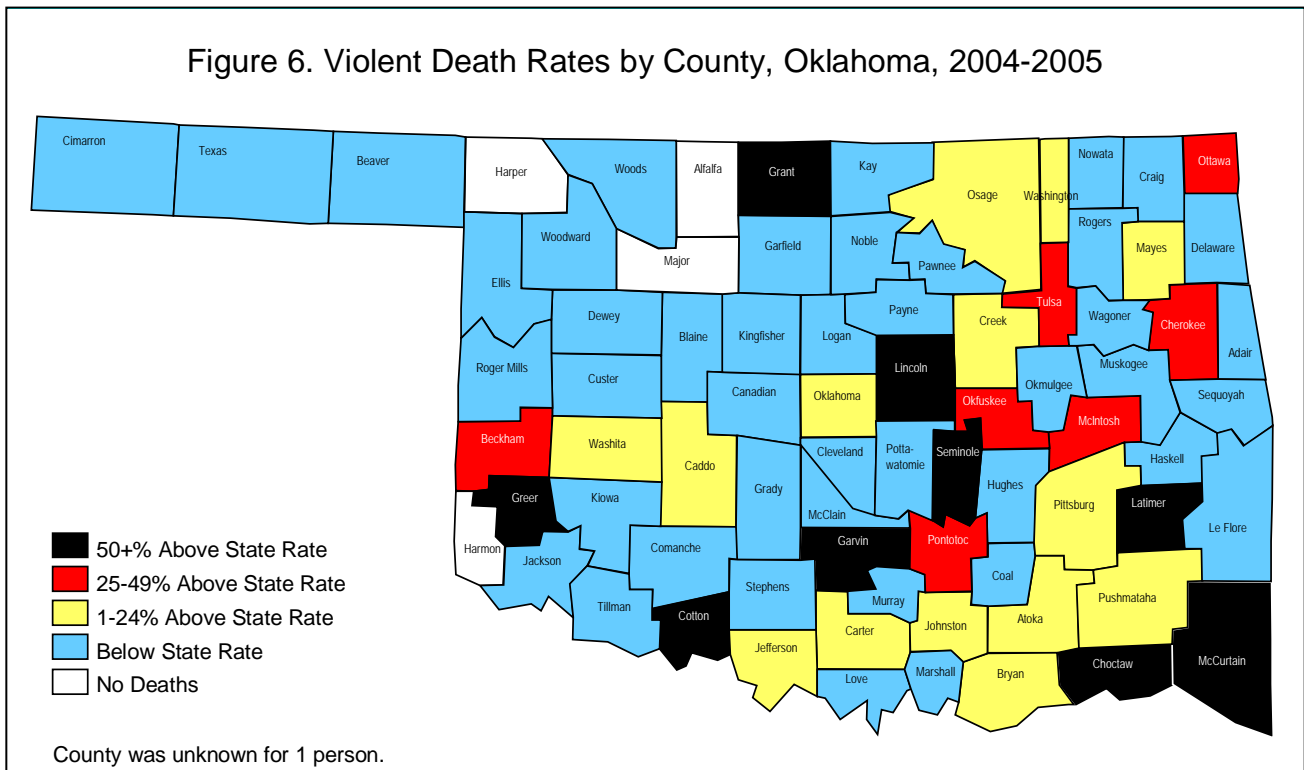 Figure 6. Violent Death Rates by County, Oklahoma, 2004-2005
Cimarron
Texas
Beaver
Harper
Woods
Alfalfa
Grant
Kay
Osage
Washington
Nowata
Craig
Ottawa
Ellis
Woodward
Major
Garfield
Noble
Pawnee
Rogers
Mayes
Delaware
Dewey
Blaine
Kingfisher
Logan
Payne
Creek
Tulsa
Wagoner
Cherokee
Adair
Roger Mills
Custer
Canadian
Oklahoma
Lincoln
Okfuskee
Okmulgee
Muskogee
McIntosh
Sequoyah
Beckham
Washita
Caddo
Grady
Cleveland
McClain
Potta-
watomie
Seminole
Hughes
Pittsburg
Haskell
Latimer
Le Flore
Greer
Kiowa
Harmon
Jackson
Comanche
Garvin
Pontotoc
Coal
Tillman
Cotton
Stephens
Murray
Jefferson
Carter
Johnston
Atoka
Pushmataha
Love
Marshall
Bryan
Choctaw
McCurtain
50+% Above State Rate
25-49% Above State Rate
1-24% Above State Rate
Below State Rate
No Deaths
County was unknown for 1 person.